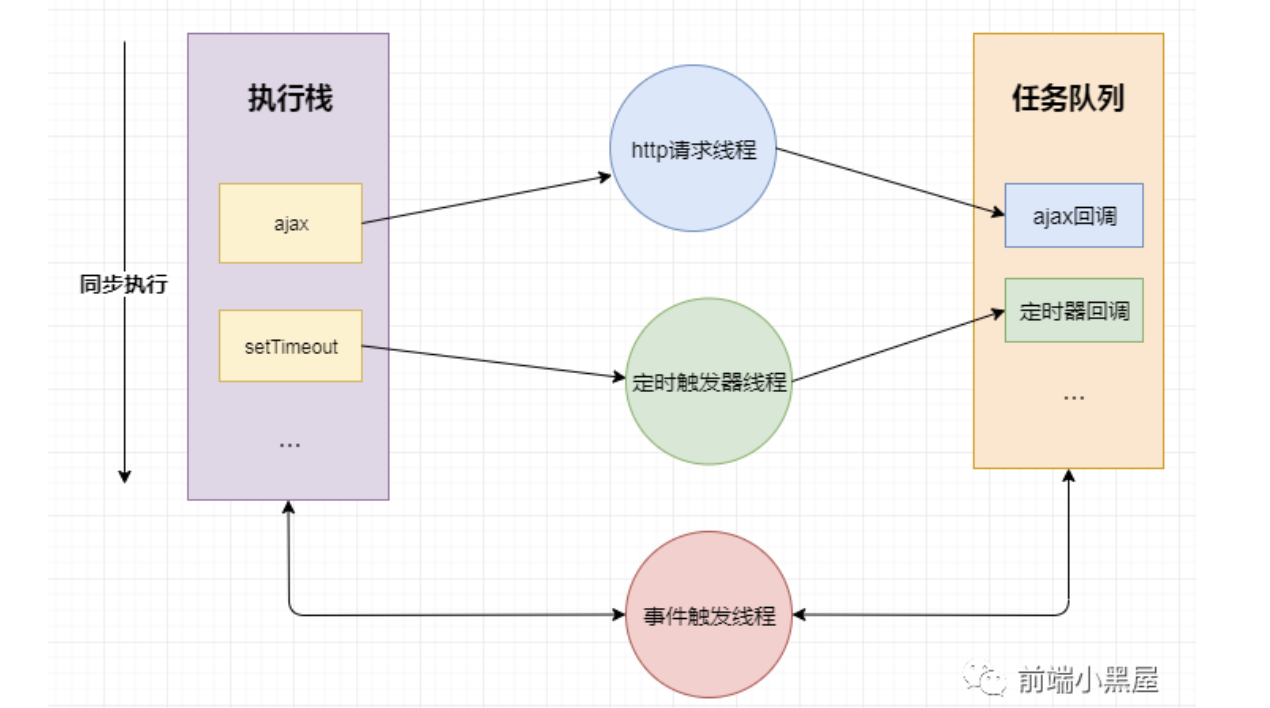 执行栈
任务队列
http请求线程
ajax
ajax回调
同步执行
定时器回调
setTimeout
定时触发器线程
...
...
事件触发线程
前端小黑屋